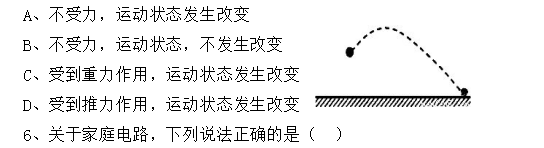 A、不受力，运动状态发生改变
B、不受力，运动状态，不发生改变
C、受到重力作用，运动状态发生改变
D、受到推力作用，运动状态发生改变
6、关于家庭电路，下列说法正确的是（　）